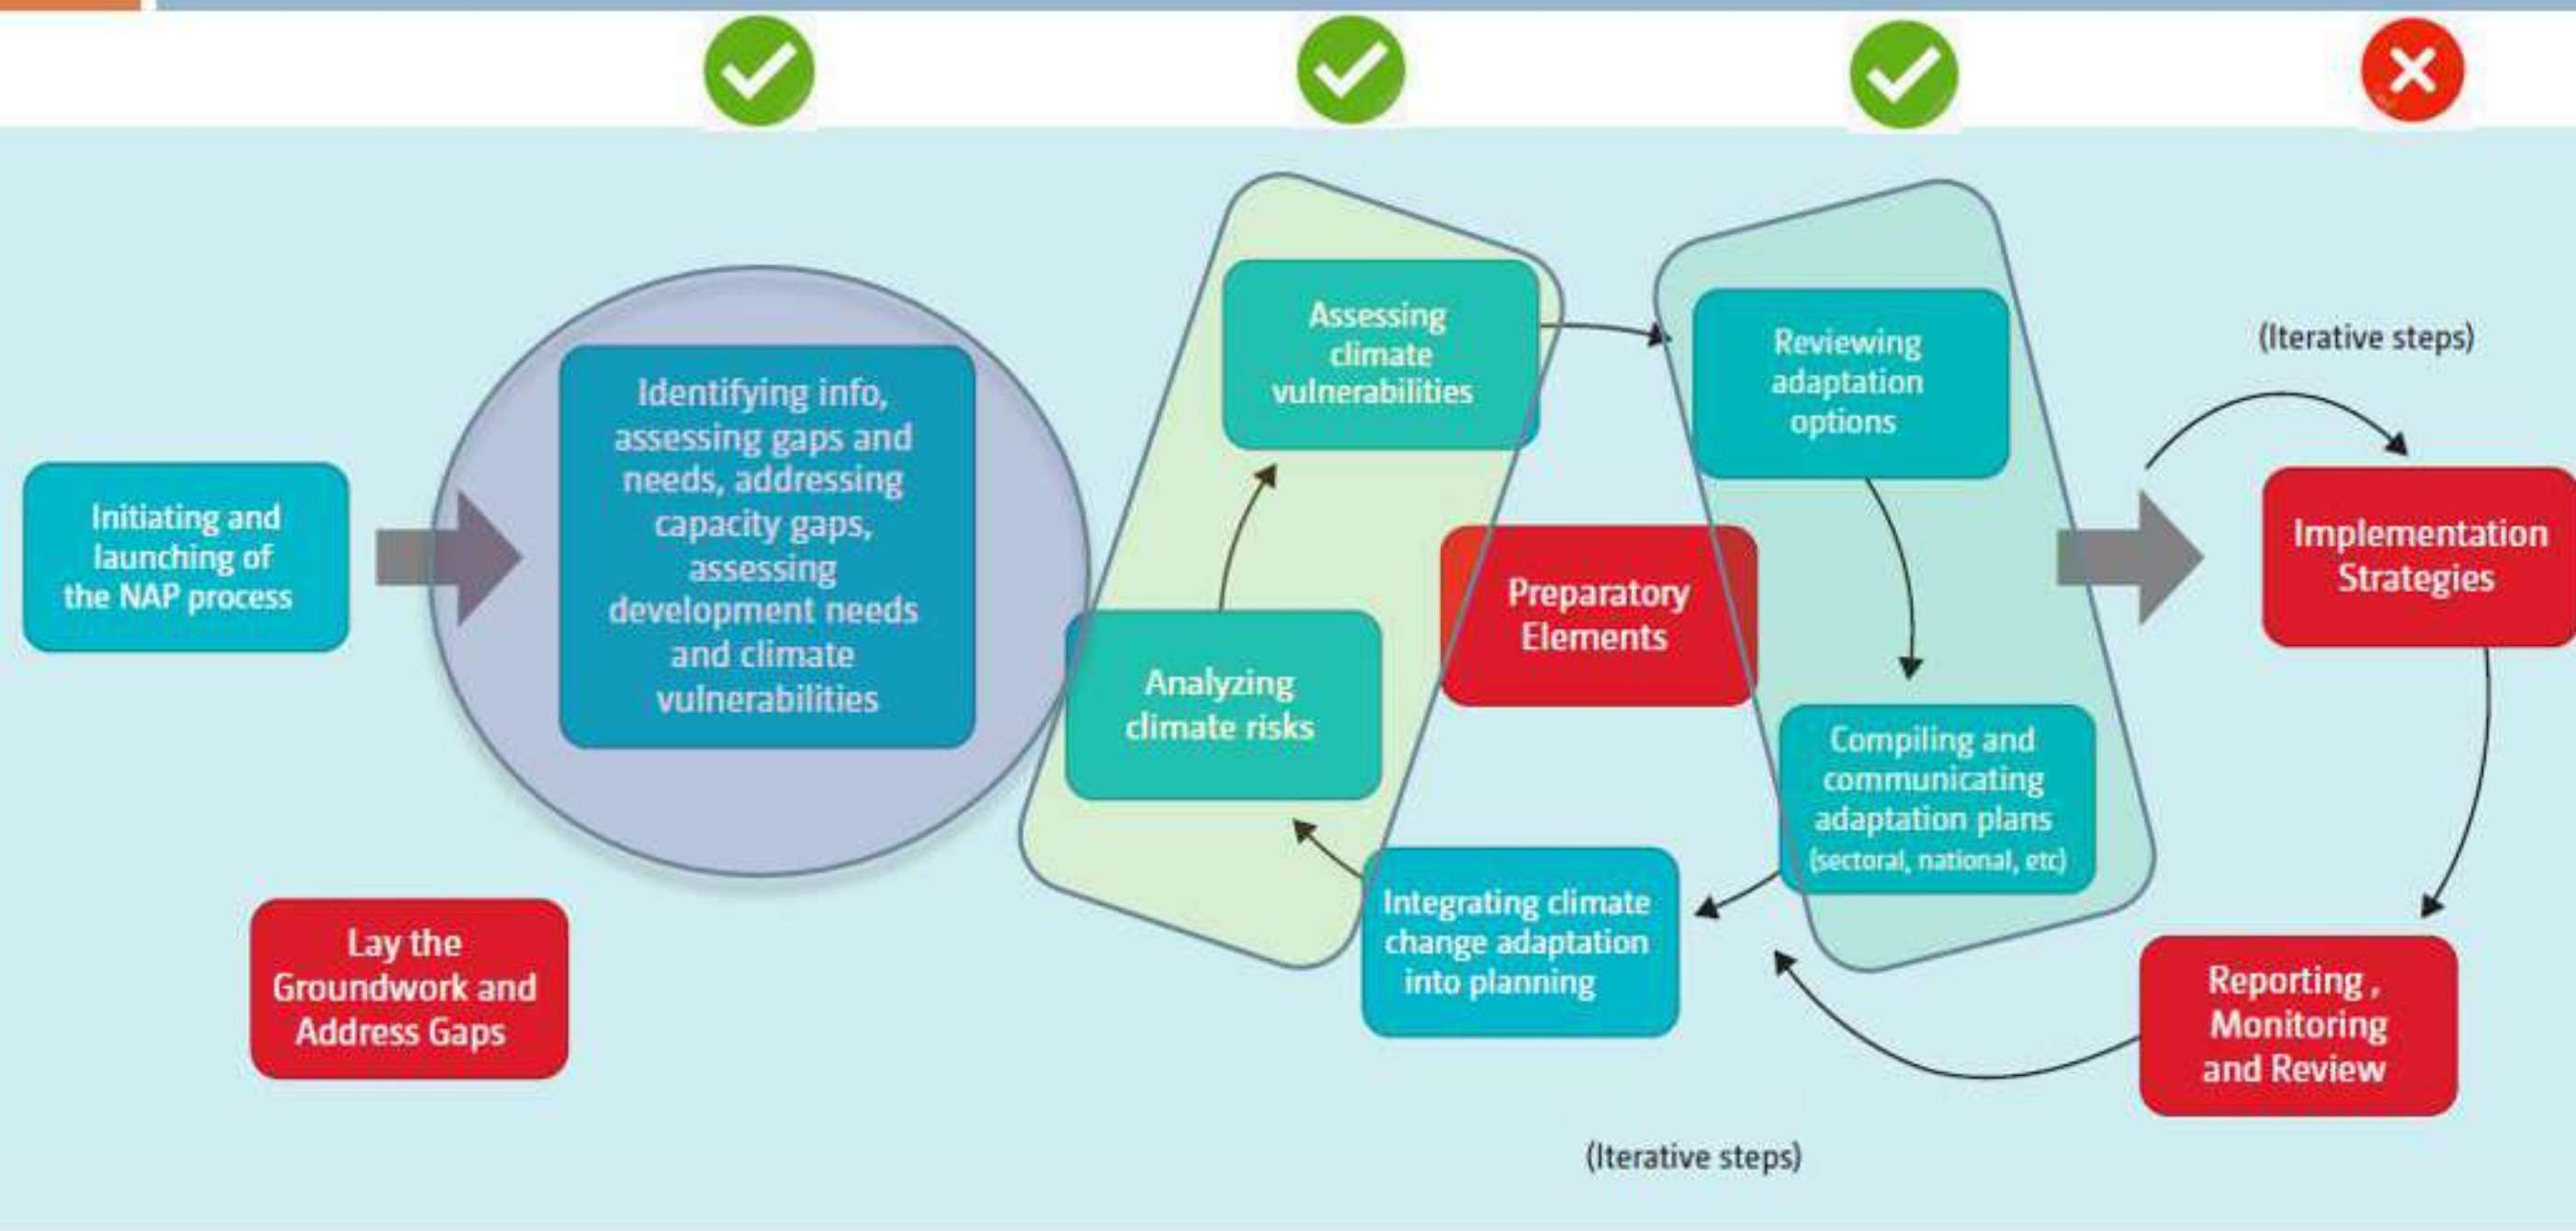 Initiating and
launching of
the NAP process
Lay the
Groundwork and
Address Gaps
Identifying info,
assessing gaps and
needs, addressing
capacity gaps,
assessing
development needs
and climate
vulnerabilities
Assessing
climate
vulnerabilities
Analyzing
climate risks
Preparatory
Elements
Integrating climate
change adaptation
into planning
Reviewing
adaptation
options
Compiling and
communicating
adaptation plans
(sectoral, national, etc)
(Iterative steps)
Implementation
Strategies
Reporting ,
Monitoring
and Review
(Iterative steps)